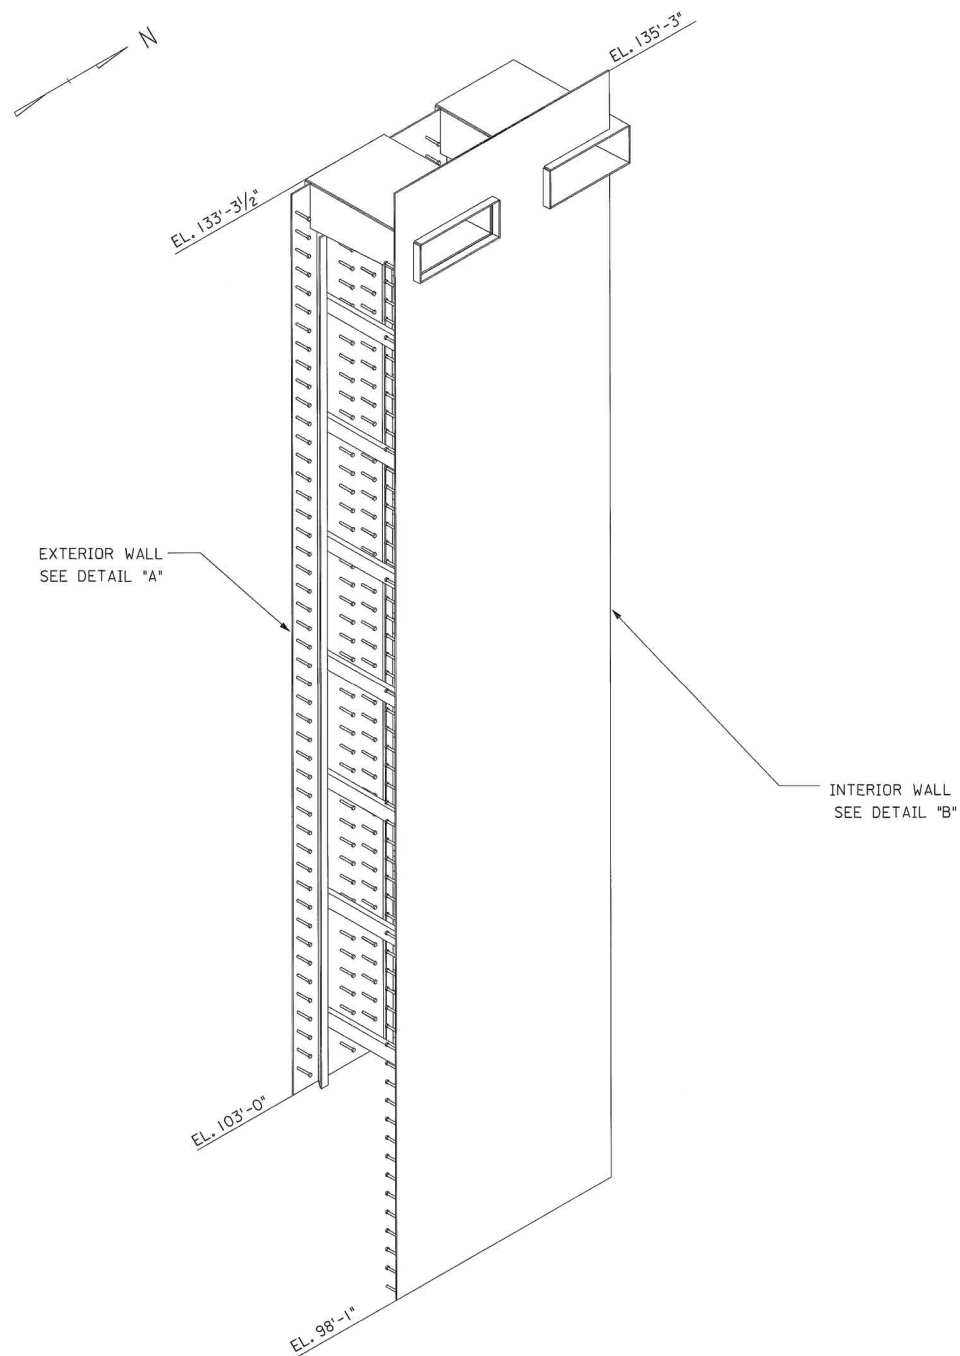 N
EL. 135'-3"
EL. 133'-3½"
EXTERIOR WALL
SEE DETAIL "A"
INTERIOR WALL
SEE DETAIL "B"
EL. 103'-0"
EL. 98'-1"